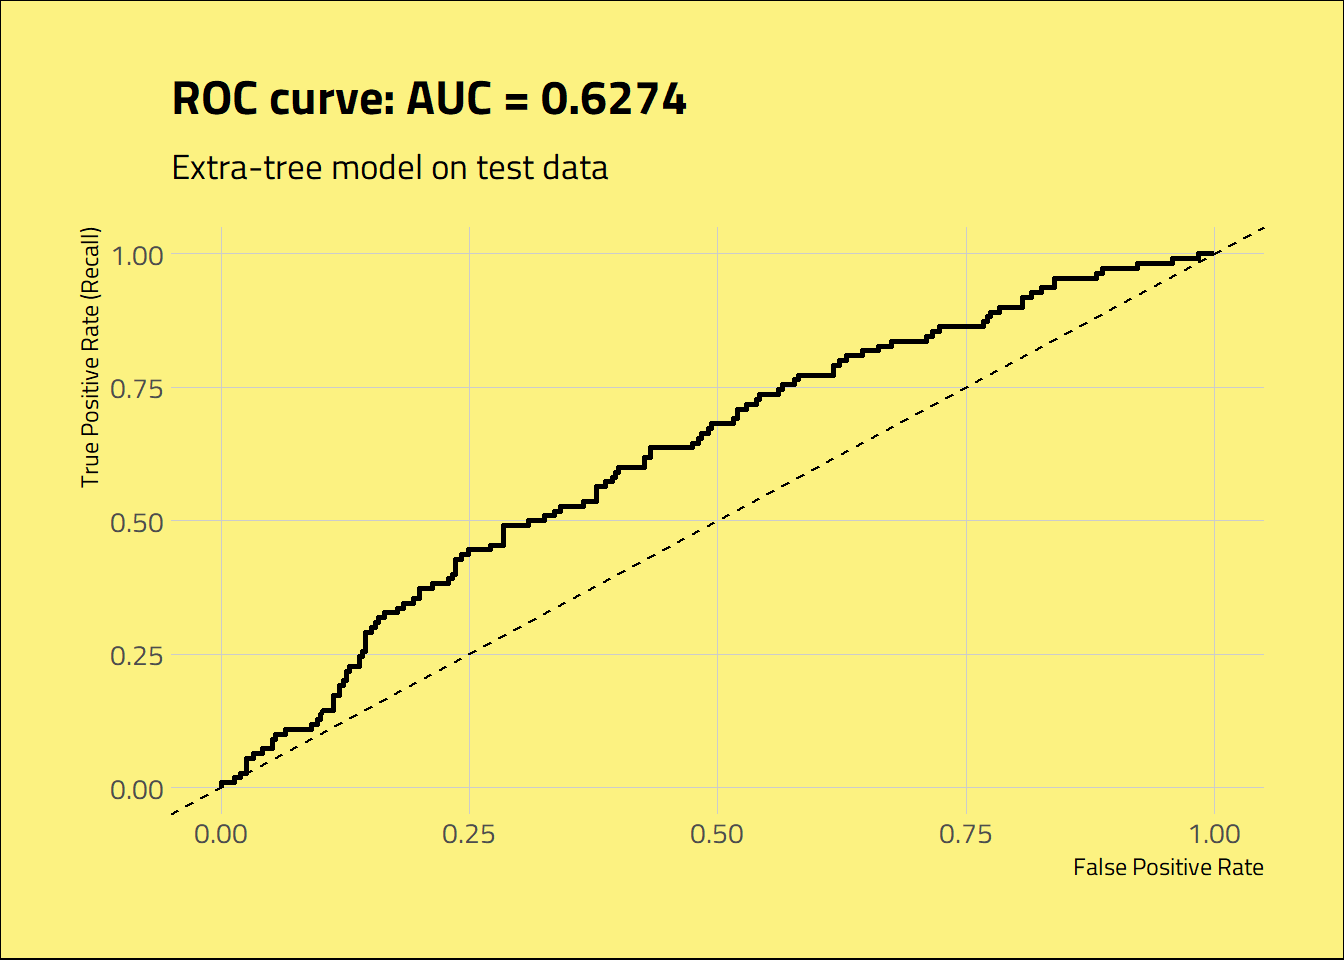 ROC curve: AUC = 0.6274
Extra-tree model on test data
True Positive Rate (Recall)
1.00
0.75
0.50
0.25
0.00
0.00 0.25 0.50 0.75 1.00
False Positive Rate